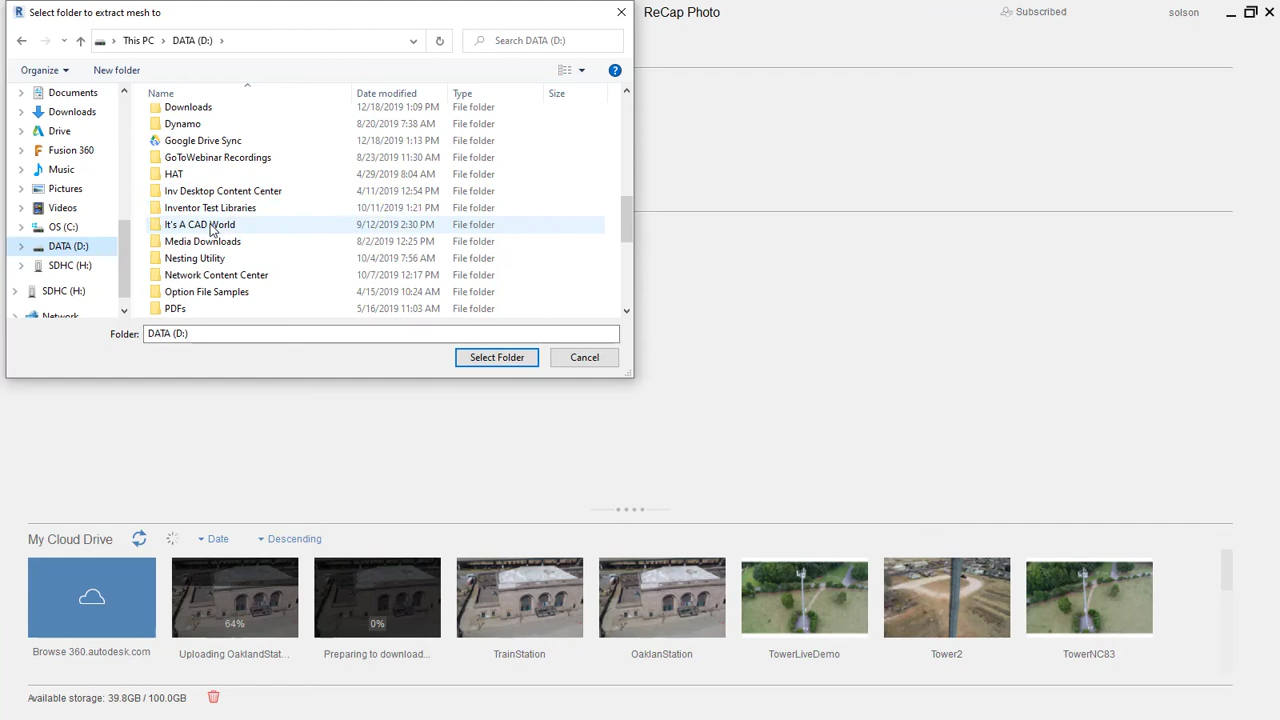 Select folder to extract mesh to
ReCap Photo
Subscribed
solson
This PC
DATA (D:)
Search DATA (D:)
Organize
New folder
Documents
Downloads
Drive
Fusion 360
Music
Pictures
Videos
OS (C:)
DATA (D:)
SDHC (H:)
SDHC (H:)
Network
Name Date modified Type Size
Downloads 12/18/2019 1:09 PM File folder
Dynamo 8/20/2019 7:38 AM File folder
Google Drive Sync 12/18/2019 1:13 PM File folder
GoToWebinar Recordings 8/23/2019 11:30 AM File folder
HAT 4/29/2019 8:04 AM File folder
Inv Desktop Content Center 4/11/2019 12:54 PM File folder
Inventor Test Libraries 10/11/2019 1:21 PM File folder
It's A CAD World 9/12/2019 2:30 PM File folder
Media Downloads 8/2/2019 12:25 PM File folder
Nesting Utility 10/4/2019 7:56 AM File folder
Network Content Center 10/7/2019 12:17 PM File folder
Option File Samples 4/15/2019 10:24 AM File folder
PDFs 5/16/2019 11:03 AM File folder
Folder: DATA (D:)
Select Folder
Cancel
My Cloud Drive
Date
Descending
64%
0%
Browse 360.autodesk.com
Uploading OaklandStat...
Preparing to download...
TrainStation
OaklanStation
TowerLiveDemo
Tower2
TowerNC83
Available storage: 39.8GB / 100.0GB